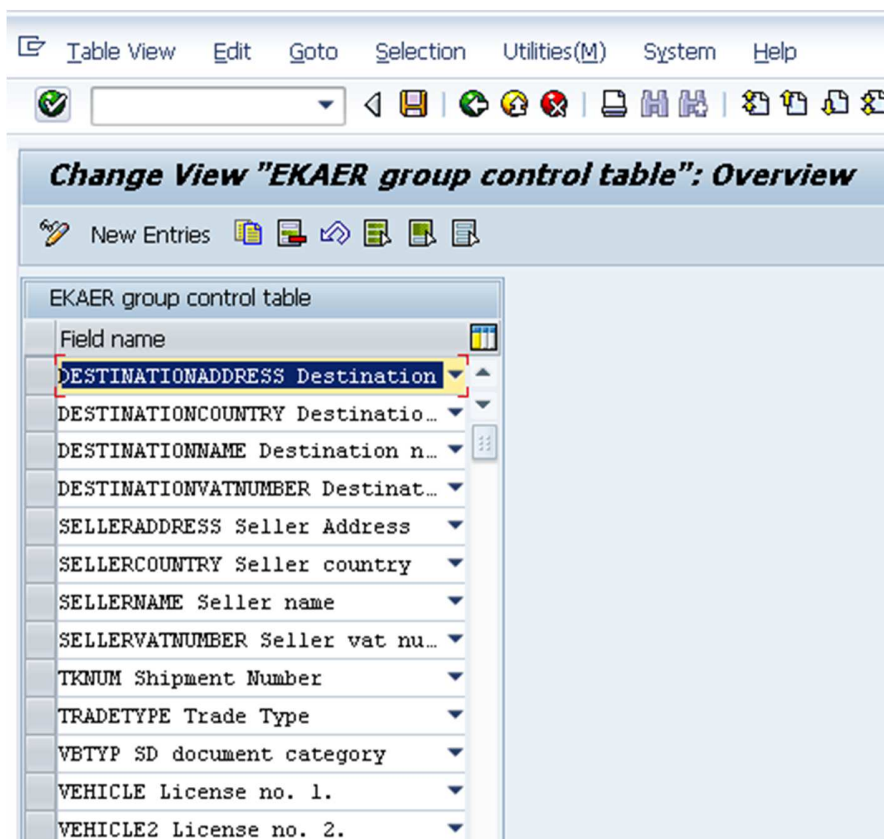 Table View Edit Goto Selection Utilities(M) System Help
Change View "EKAER group control table": Overview
New Entries
EKAER group control table
Field name
DESTINATIONADDRESS Destination
DESTINATIONCOUNTRY Destinatio…
DESTINATIONNAME Destination n…
DESTINATIONVATNUMBER Destinat…
SELLERADDRESS Seller Address
SELLERCOUNTRY Seller country
SELLERNAME Seller name
SELLERVATNUMBER Seller vat nu…
TKNUM Shipment Number
TRADETYPE Trade Type
VBTYP SD document category
VEHICLE License no. 1.
VEHICLE2 License no. 2.